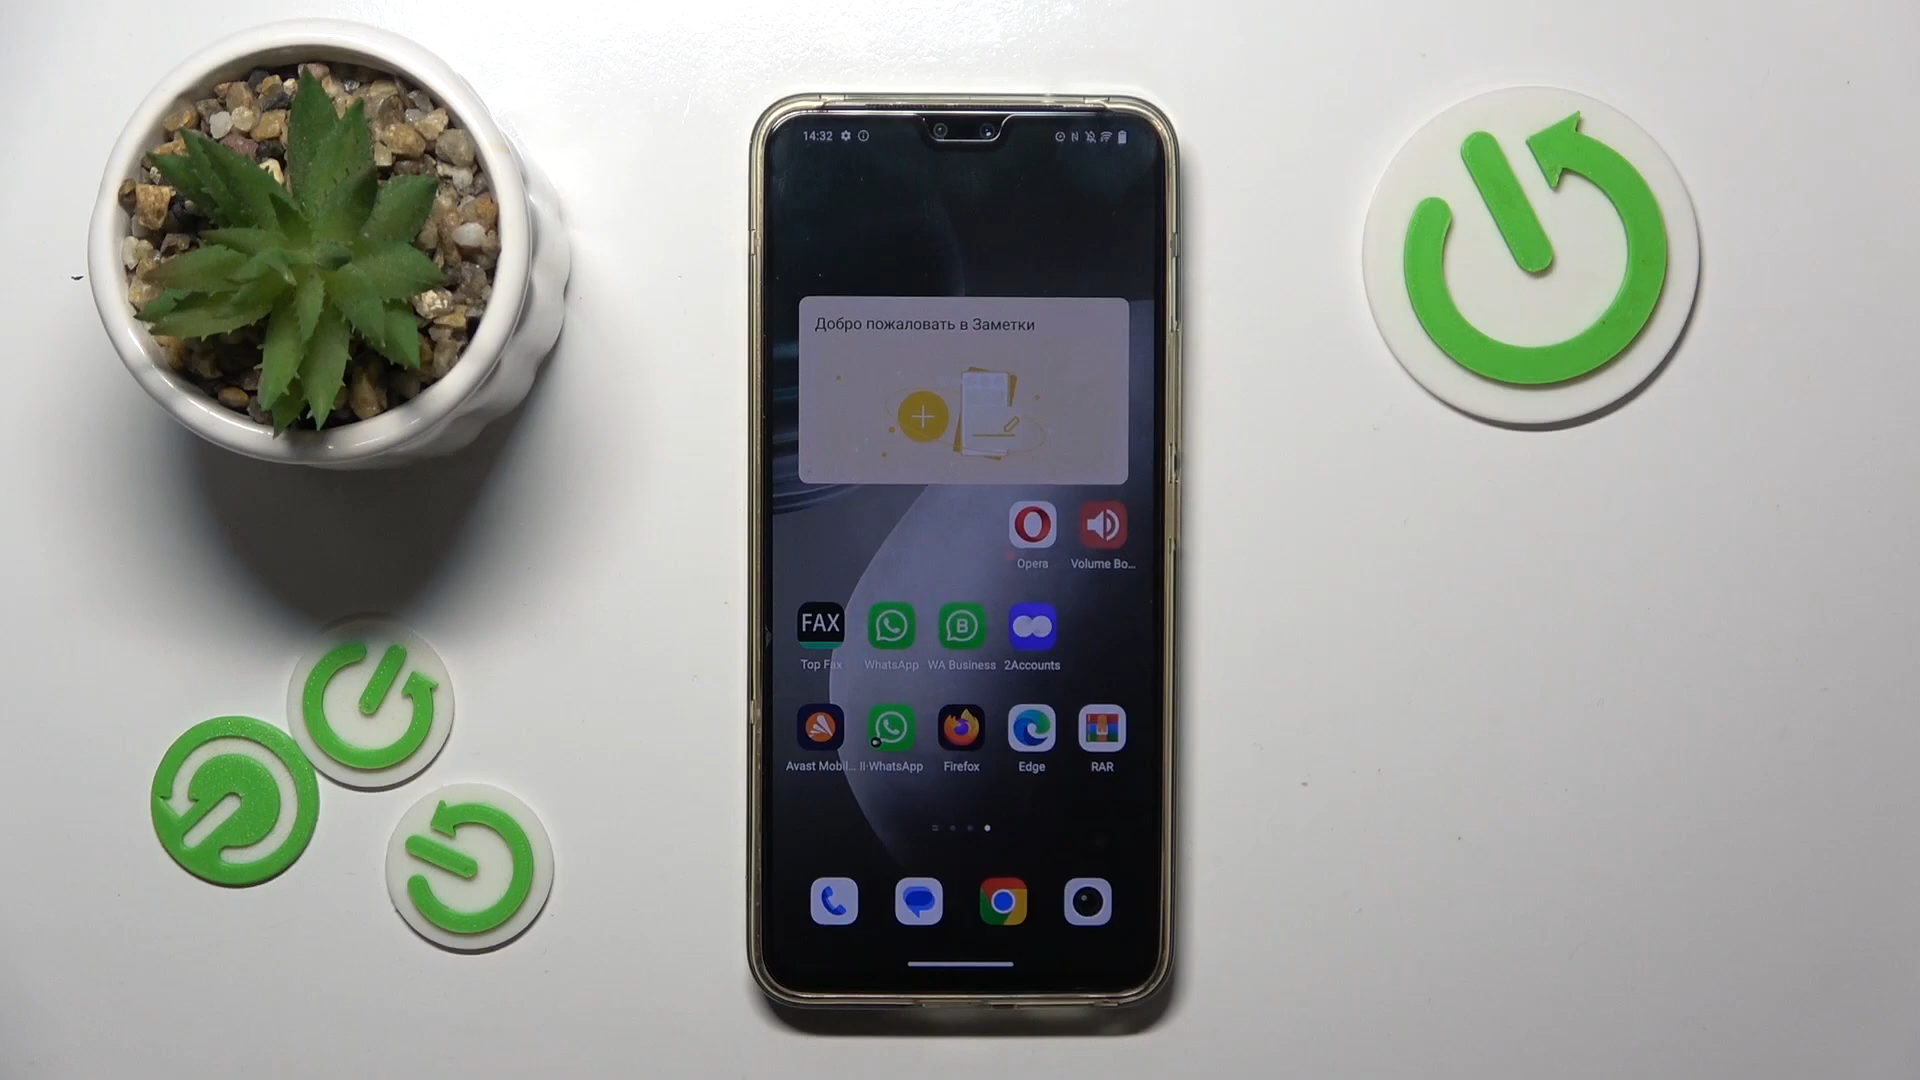 14:32
Добро пожаловать в Заметки
Opera
Volume Bo...
FAX
Top Fax
WhatsApp
WA Business
2Accounts
Avast Mobil...
II·WhatsApp
Firefox
Edge
RAR